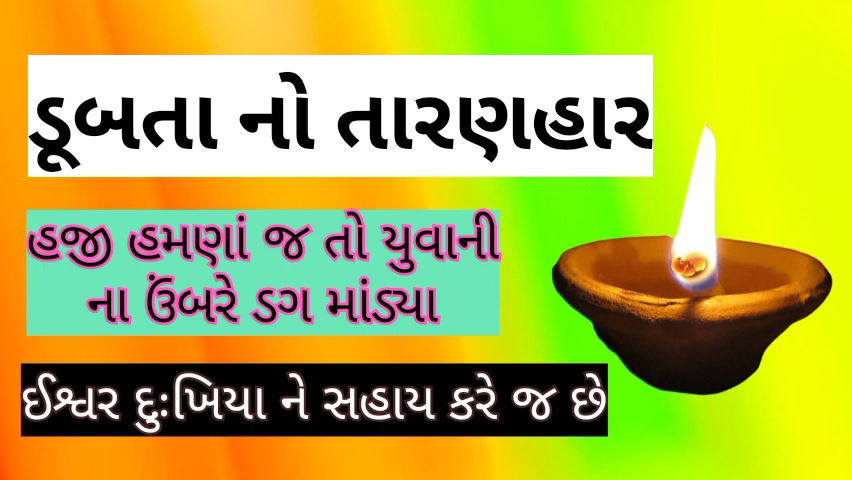 ડૂબતા નો તારણહાર
હજી હમણાં જ તો યુવાની
ના ઉંબરે ડગ માંડ્યા
ઈશ્વર દુઃખિયા ને સહાય કરે જ છે